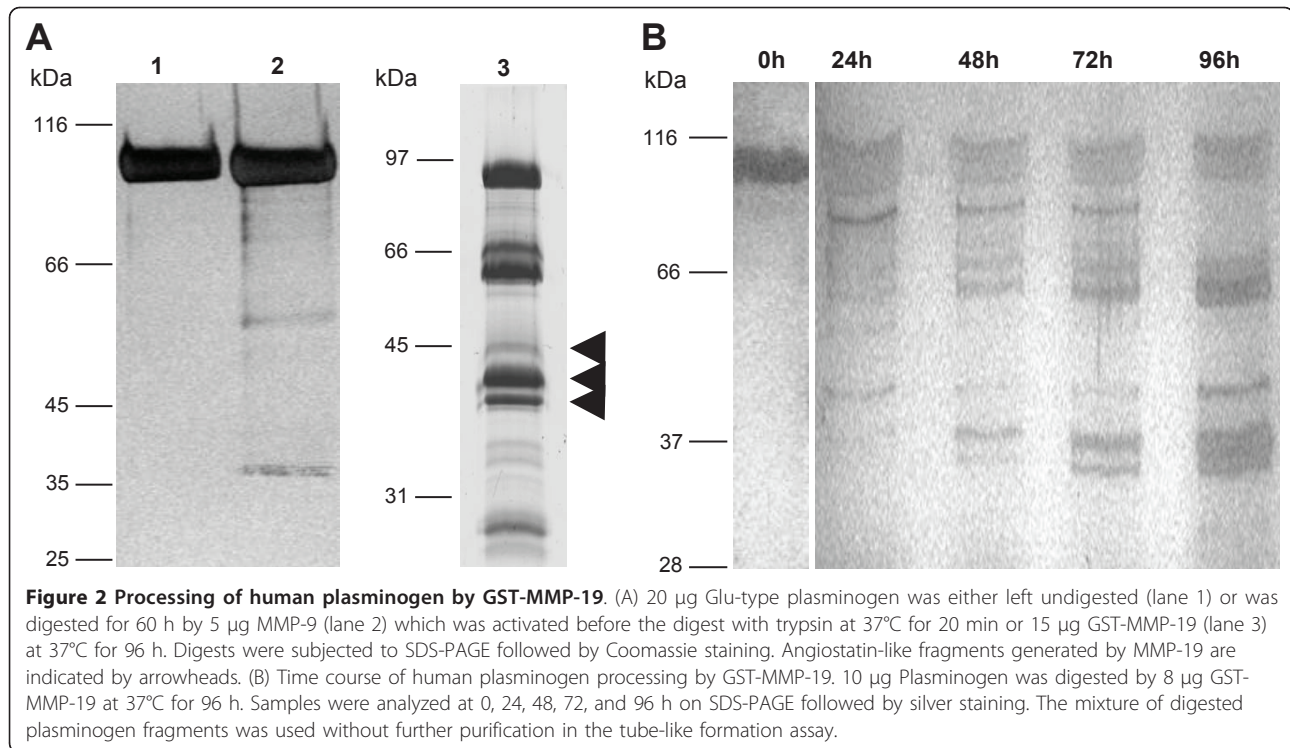 A
B
1
2
3
0h
24h
48h
72h
96h
kDa
116
66
45
35
25
kDa
97
66
45
31
kDa
116
66
37
28
Figure 2 Processing of human plasminogen by GST-MMP-19. (A) 20 μg Glu-type plasminogen was either left undigested (lane 1) or was
digested for 60 h by 5 μg MMP-9 (lane 2) which was activated before the digest with trypsin at 37°C for 20 min or 15 μg GST-MMP-19 (lane 3)
at 37°C for 96 h. Digests were subjected to SDS-PAGE followed by Coomassie staining. Angiostatin-like fragments generated by MMP-19 are
indicated by arrowheads. (B) Time course of human plasminogen processing by GST-MMP-19. 10 μg Plasminogen was digested by 8 μg GST-
MMP-19 at 37°C for 96 h. Samples were analyzed at 0, 24, 48, 72, and 96 h on SDS-PAGE followed by silver staining. The mixture of digested
plasminogen fragments was used without further purification in the tube-like formation assay.